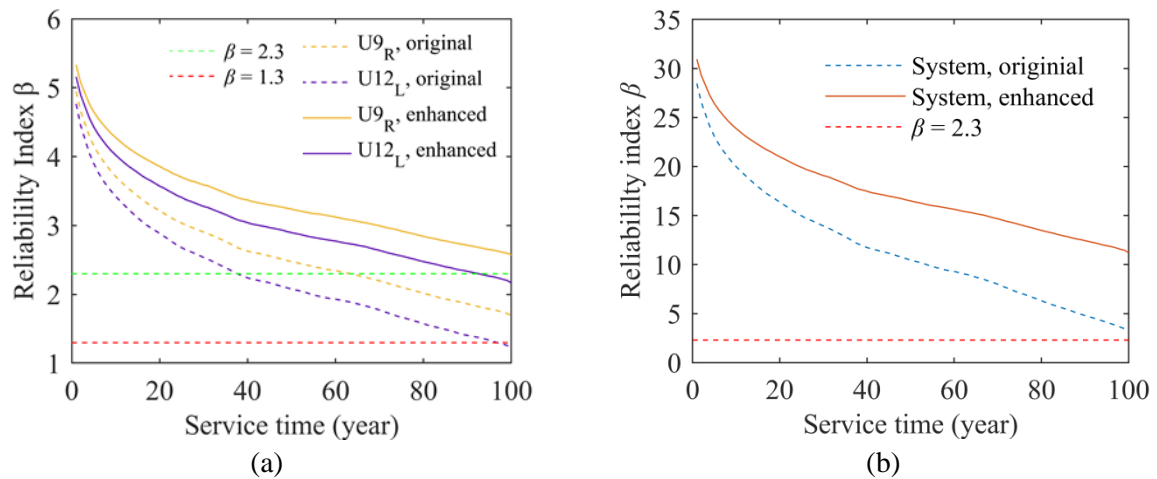 Reliability Index β
6
5
4
3
2
1
0
20
40
60
80
100
Service time (year)
β = 2.3
β = 1.3
U9R, original
U12L, original
U9R, enhanced
U12L, enhanced
(a)
Reliabililty index β
35
30
25
20
15
10
5
0
0
20
40
60
80
100
Service time (year)
System, originial
System, enhanced
β = 2.3
(b)